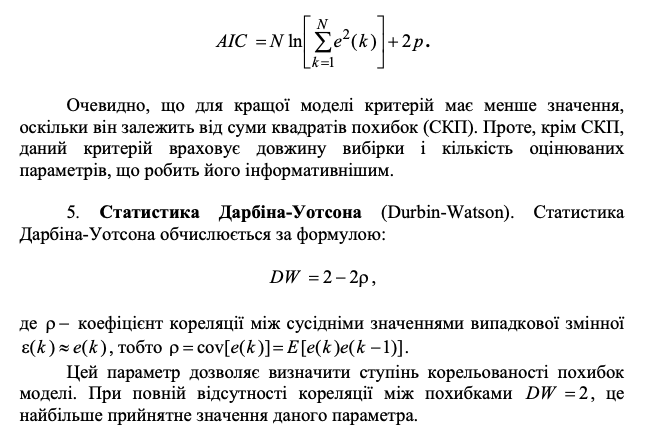 AIC = N ln[ N ∑ k=1 e²(k) ] + 2p.
Очевидно, що для кращої моделі критерій має менше значення,
оскільки він залежить від суми квадратів похибок (СКП). Проте, крім СКП,
даний критерій враховує довжину вибірки і кількість оцінюваних
параметрів, що робить його інформативнішим.
5. Статистика Дарбіна-Уотсона (Durbin-Watson). Статистика
Дарбіна-Уотсона обчислюється за формулою:
DW = 2 − 2ρ,
де ρ – коефіцієнт кореляції між сусідніми значеннями випадкової змінної
ε(k) ≈ e(k), тобто ρ = cov[e(k)] = E[e(k)e(k −1)].
Цей параметр дозволяє визначити ступінь корельованості похибок
моделі. При повній відсутності кореляції між похибками DW = 2, це
найбільше прийнятне значення даного параметра.